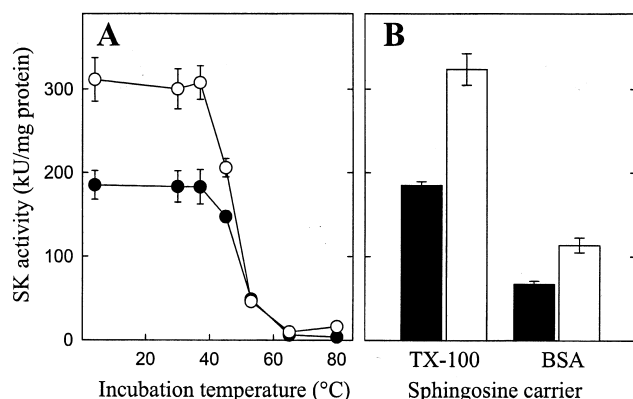 A
B
SK activity (kU/mg protein)
300
200
100
0
20
40
60
80
TX-100
BSA
Incubation temperature (°C)
Sphingosine carrier